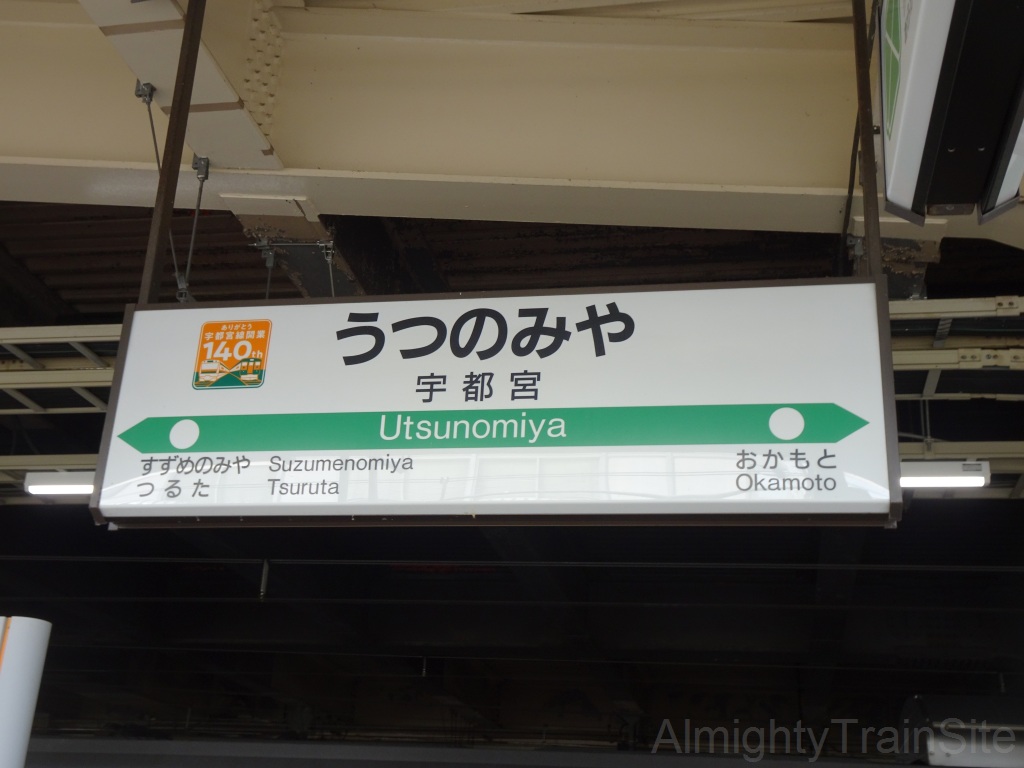 ありがとう
宇都宮線開業
140th
うつのみや
宇都宮
Utsunomiya
すずめのみや Suzumenomiya
つるた Tsuruta
おかもと
Okamoto
AlmightyTrainSite